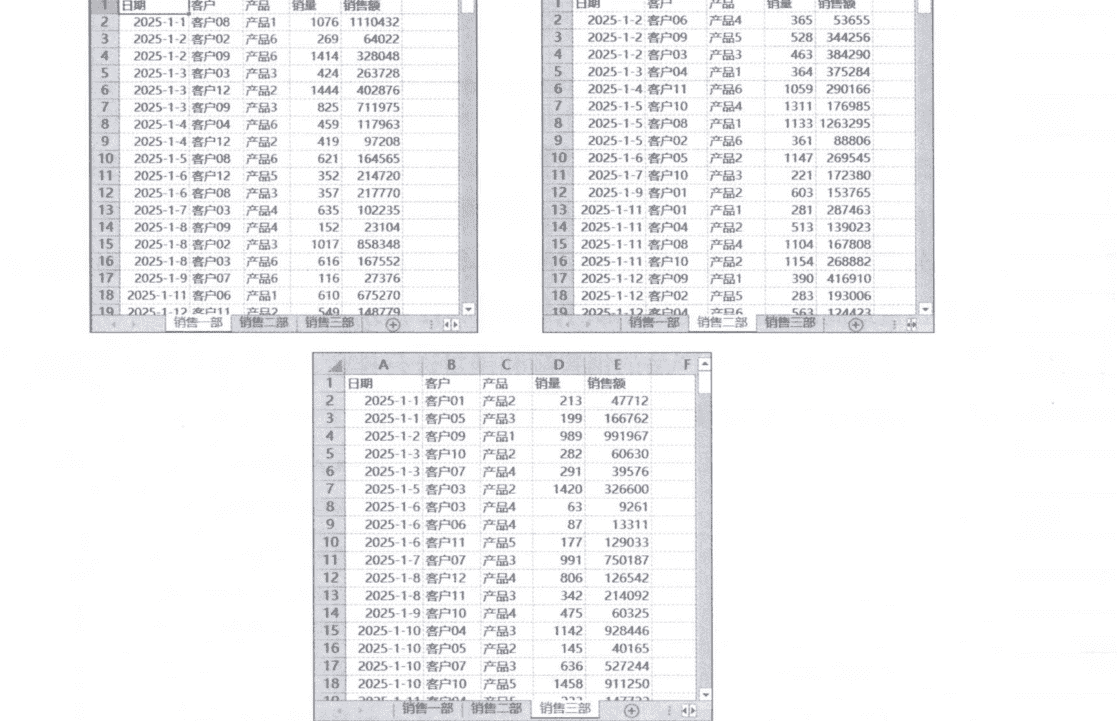 1 日期 客户 产品 销量 销售额
2 2025-1-1 客户08 产品1 1076 1110432
3 2025-1-2 客户02 产品6 269 64022
4 2025-1-2 客户09 产品6 1414 328048
5 2025-1-3 客户03 产品3 424 263728
6 2025-1-3 客户12 产品2 1444 402876
7 2025-1-3 客户09 产品3 825 711975
8 2025-1-4 客户04 产品6 459 117963
9 2025-1-4 客户12 产品2 419 97208
10 2025-1-5 客户08 产品6 621 164565
11 2025-1-6 客户12 产品5 352 214720
12 2025-1-6 客户08 产品3 357 217770
13 2025-1-7 客户03 产品4 635 102235
14 2025-1-8 客户09 产品4 152 23104
15 2025-1-8 客户02 产品3 1017 858348
16 2025-1-8 客户03 产品6 616 167552
17 2025-1-9 客户07 产品6 116 27376
18 2025-1-11 客户06 产品1 610 675270
19 2025-1-12 客户11 产品2 549 148779
销售一部 销售二部 销售三部
1 日期 客户 产品 销量 销售额
2 2025-1-2 客户06 产品4 365 53655
3 2025-1-2 客户09 产品5 528 344256
4 2025-1-2 客户03 产品3 463 384290
5 2025-1-3 客户04 产品1 364 375284
6 2025-1-4 客户11 产品6 1059 290166
7 2025-1-5 客户10 产品4 1311 176985
8 2025-1-5 客户08 产品1 1133 1263295
9 2025-1-5 客户02 产品6 361 88806
10 2025-1-6 客户05 产品2 1147 269545
11 2025-1-7 客户10 产品3 221 172380
12 2025-1-9 客户01 产品2 603 153765
13 2025-1-11 客户01 产品1 281 287463
14 2025-1-11 客户04 产品2 513 139023
15 2025-1-11 客户08 产品4 1104 167808
16 2025-1-11 客户10 产品2 1154 268882
17 2025-1-12 客户09 产品1 390 416910
18 2025-1-12 客户02 产品5 283 193006
19 2025-1-12 客户04 产品6 563 124423
销售一部 销售二部 销售三部
A B C D E F
1 日期 客户 产品 销量 销售额
2 2025-1-1 客户01 产品2 213 47712
3 2025-1-1 客户05 产品3 199 166762
4 2025-1-2 客户09 产品1 989 991967
5 2025-1-3 客户10 产品2 282 60630
6 2025-1-3 客户07 产品4 291 39576
7 2025-1-5 客户03 产品2 1420 326600
8 2025-1-6 客户03 产品4 63 9261
9 2025-1-6 客户06 产品4 87 13311
10 2025-1-6 客户11 产品5 177 129033
11 2025-1-7 客户07 产品3 991 750187
12 2025-1-8 客户12 产品4 806 126542
13 2025-1-8 客户11 产品3 342 214092
14 2025-1-9 客户10 产品4 475 60325
15 2025-1-10 客户04 产品3 1142 928446
16 2025-1-10 客户05 产品2 145 40165
17 2025-1-10 客户07 产品3 636 527244
18 2025-1-10 客户10 产品5 1458 911250
销售一部 销售二部 销售三部